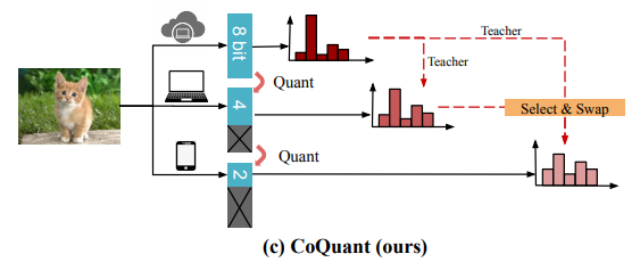 8 bit
Teacher
Teacher
Quant
4
Select & Swap
Quant
2
(c) CoQuant (ours)